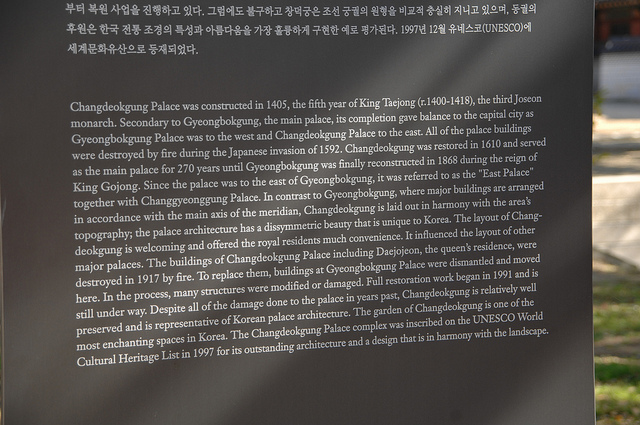 부터 복원 사업을 진행하고 있다. 그럼에도 불구하고 창덕궁은 조선 궁궐의 원형을 비교적 충실히 지니고 있으며, 동궐의
후원은 한국 전통 조경의 특성과 아름다움을 가장 훌륭하게 구현한 예로 평가된다. 1997년 12월 유네스코(UNESCO)에
세계문화유산으로 등재되었다.
Changdeokgung Palace was constructed in 1405, the fifth year of King Taejong (r.1400-1418), the third Joseon
monarch. Secondary to Gyeongbokgung, the main palace, its completion gave balance to the capital city as
Gyeongbokgung Palace was to the west and Changdeokgung Palace to the east. All of the palace buildings
were destroyed by fire during the Japanese invasion of 1592. Changdeokgung was restored in 1610 and served
as the main palace for 270 years until Gyeongbokgung was finally reconstructed in 1868 during the reign of
King Gojong. Since the palace was to the east of Gyeongbokgung, it was referred to as the "East Palace"
together with Changgyeonggung Palace. In contrast to Gyeongbokgung, where major buildings are arranged
in accordance with the main axis of the meridian, Changdeokgung is laid out in harmony with the area's
topography; the palace architecture has a dissymmetric beauty that is unique to Korea. The layout of Chang-
deokgung is welcoming and offered the royal residents much convenience. It influenced the layout of other
major palaces. The buildings of Changdeokgung Palace including Daejojeon, the queen's residence, were
destroyed in 1917 by fire. To replace them, buildings at Gyeongbokgung Palace were dismantled and moved
here. In the process, many structures were modified or damaged. Full restoration work began in 1991 and is
still under way. Despite all of the damage done to the palace in years past, Changdeokgung is relatively well
preserved and is representative of Korean palace architecture. The garden of Changdeokgung is one of the
most enchanting spaces in Korea. The Changdeokgung Palace complex was inscribed on the UNESCO World
Cultural Heritage List in 1997 for its outstanding architecture and a design that is in harmony with the landscape.